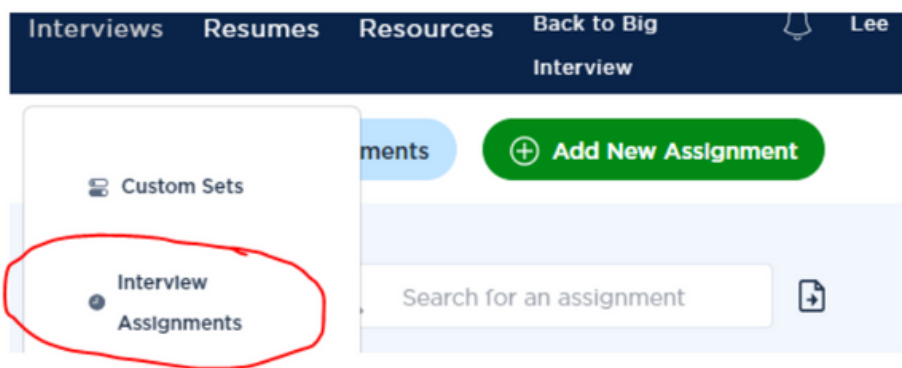 Interviews Resumes Resources Back to Big Interview Lee
ments Add New Assignment
Custom Sets
Interview
Assignments
Search for an assignment